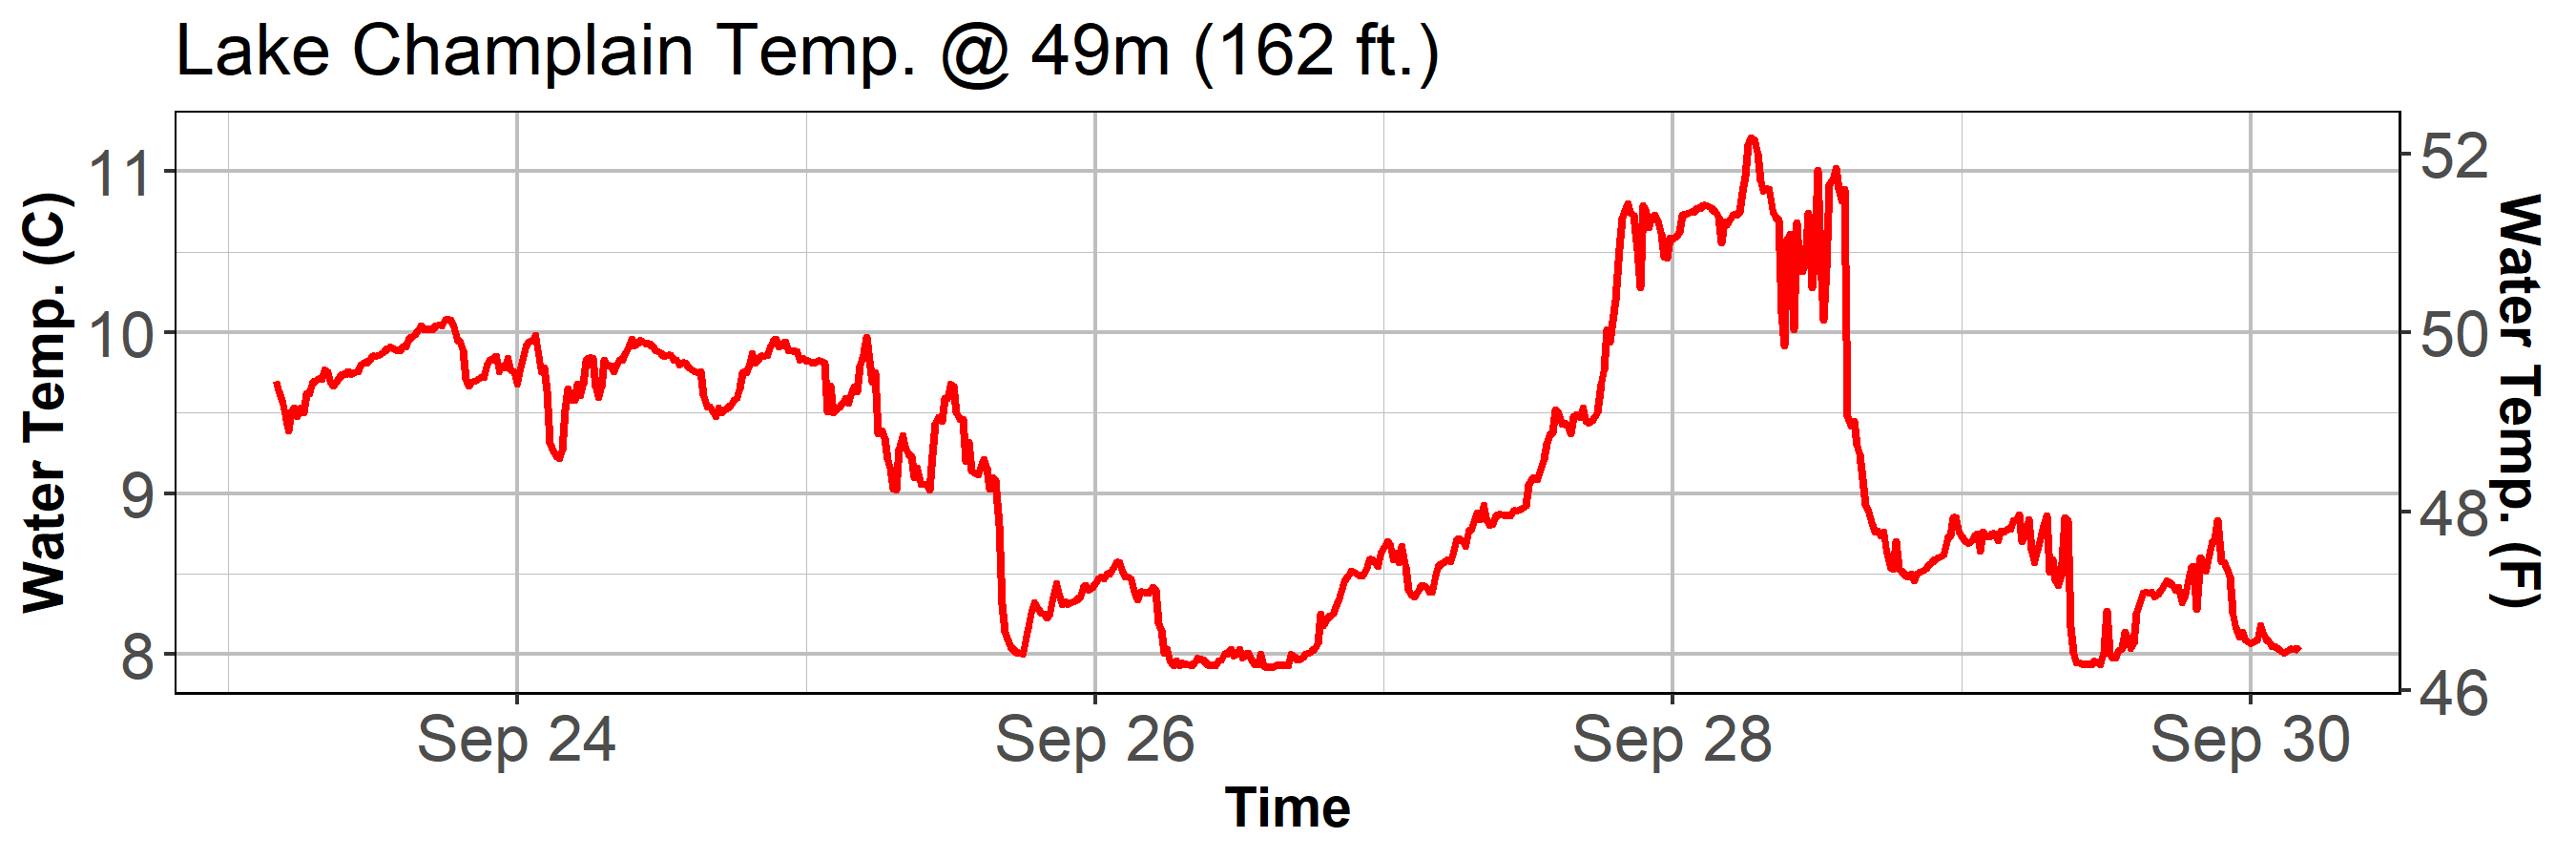 Lake Champlain Temp. @ 49m (162 ft.)
Water Temp. (C)
11
10
9
8
52
50
48
46
Water Temp. (F)
Sep 24 Sep 26 Sep 28 Sep 30
Time